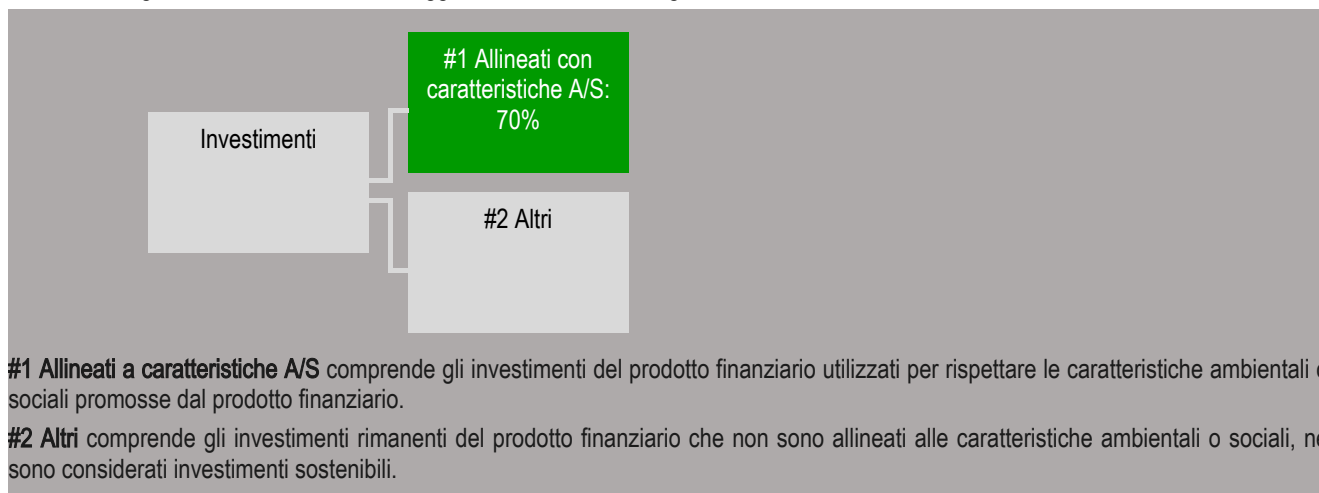 #1 Allineati con
caratteristiche A/S:
70%
Investimenti
#2 Altri
#1 Allineati a caratteristiche A/S comprende gli investimenti del prodotto finanziario utilizzati per rispettare le caratteristiche ambientali
sociali promosse dal prodotto finanziario.
#2 Altri comprende gli investimenti rimanenti del prodotto finanziario che non sono allineati alle caratteristiche ambientali o sociali,
sono considerati investimenti sostenibili.